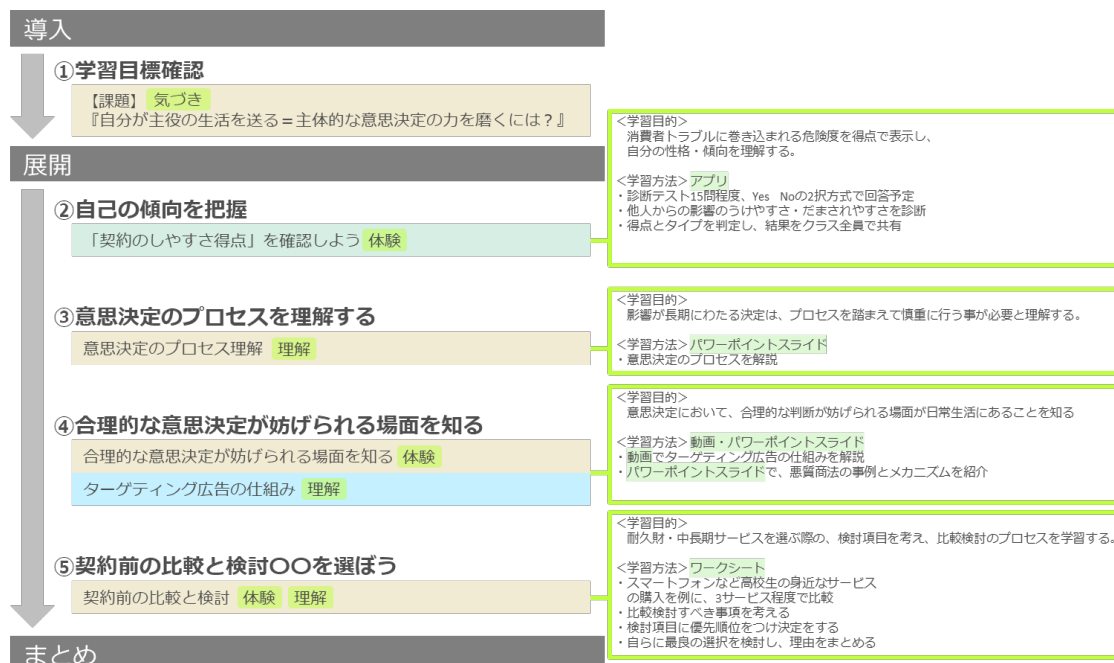 導入
①学習目標確認
【課題】 気づき
『自分が主役の生活を送る=主体的な意思決定の力を磨くには?』
展開
②自己の傾向を把握
「契約のしやすさ得点」を確認しよう 体験
<学習目的>
消費者トラブルに巻き込まれる危険度を得点で表示し、
自分の性格・傾向を理解する。
<学習方法>アプリ
・診断テスト15問程度、Yes Noの2択方式で回答予定
・他人からの影響のうけやすさ・だまされやすさを診断
・得点とタイプを判定し、結果をクラス全員で共有
③意思決定のプロセスを理解する
意思決定のプロセス理解 理解
<学習目的>
影響が長期にわたる決定は、プロセスを踏まえて慎重に行う事が必要と理解する。
<学習方法>パワーポイントスライド
・意思決定のプロセスを解説
④合理的な意思決定が妨げられる場面を知る
合理的な意思決定が妨げられる場面を知る 体験
ターゲティング広告の仕組み 理解
<学習目的>
意思決定において、合理的な判断が妨げられる場面が日常生活にあることを知る
<学習方法>動画・パワーポイントスライド
・動画でターゲティング広告の仕組みを解説
・パワーポイントスライドで、悪質商法の事例とメカニズムを紹介
⑤契約前の比較と検討〇〇を選ぼう
契約前の比較と検討 体験 理解
<学習目的>
耐久財・中長期サービスを選ぶ際の、検討項目を考え、比較検討のプロセスを学習する。
<学習方法>ワークシート
・スマートフォンなど高校生の身近なサービス
の購入を例に、3サービス程度で比較
・比較検討すべき事項を考える
・検討項目に優先順位をつけ決定をする
・自らに最良の選択を検討し、理由をまとめる
まとめ